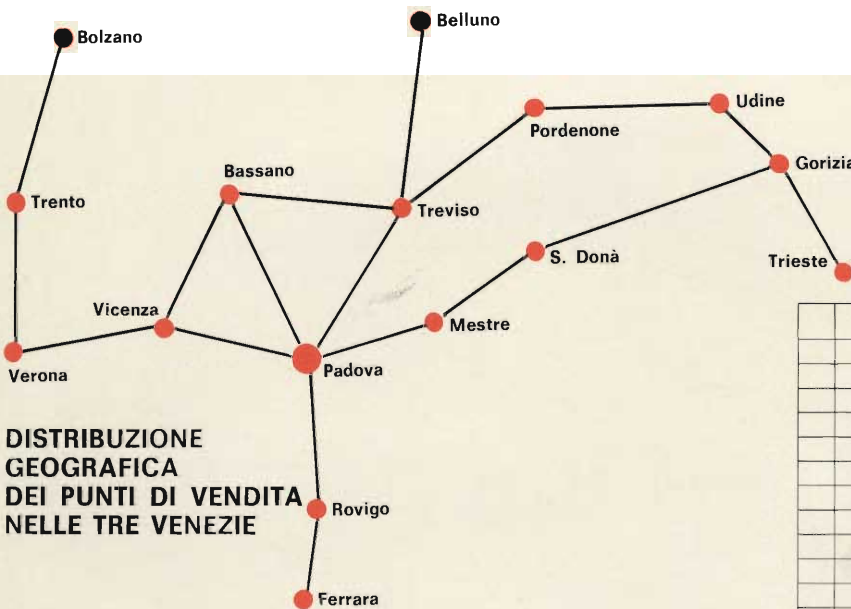 Bolzano
Belluno
Udine
Pordenone
Gorizia
Bassano
Trento
Treviso
S. Donà
Trieste
Vicenza
Mestre
Verona
Padova
DISTRIBUZIONE
GEOGRAFICA
DEI PUNTI DI VENDITA
NELLE TRE VENEZIE
Rovigo
Ferrara